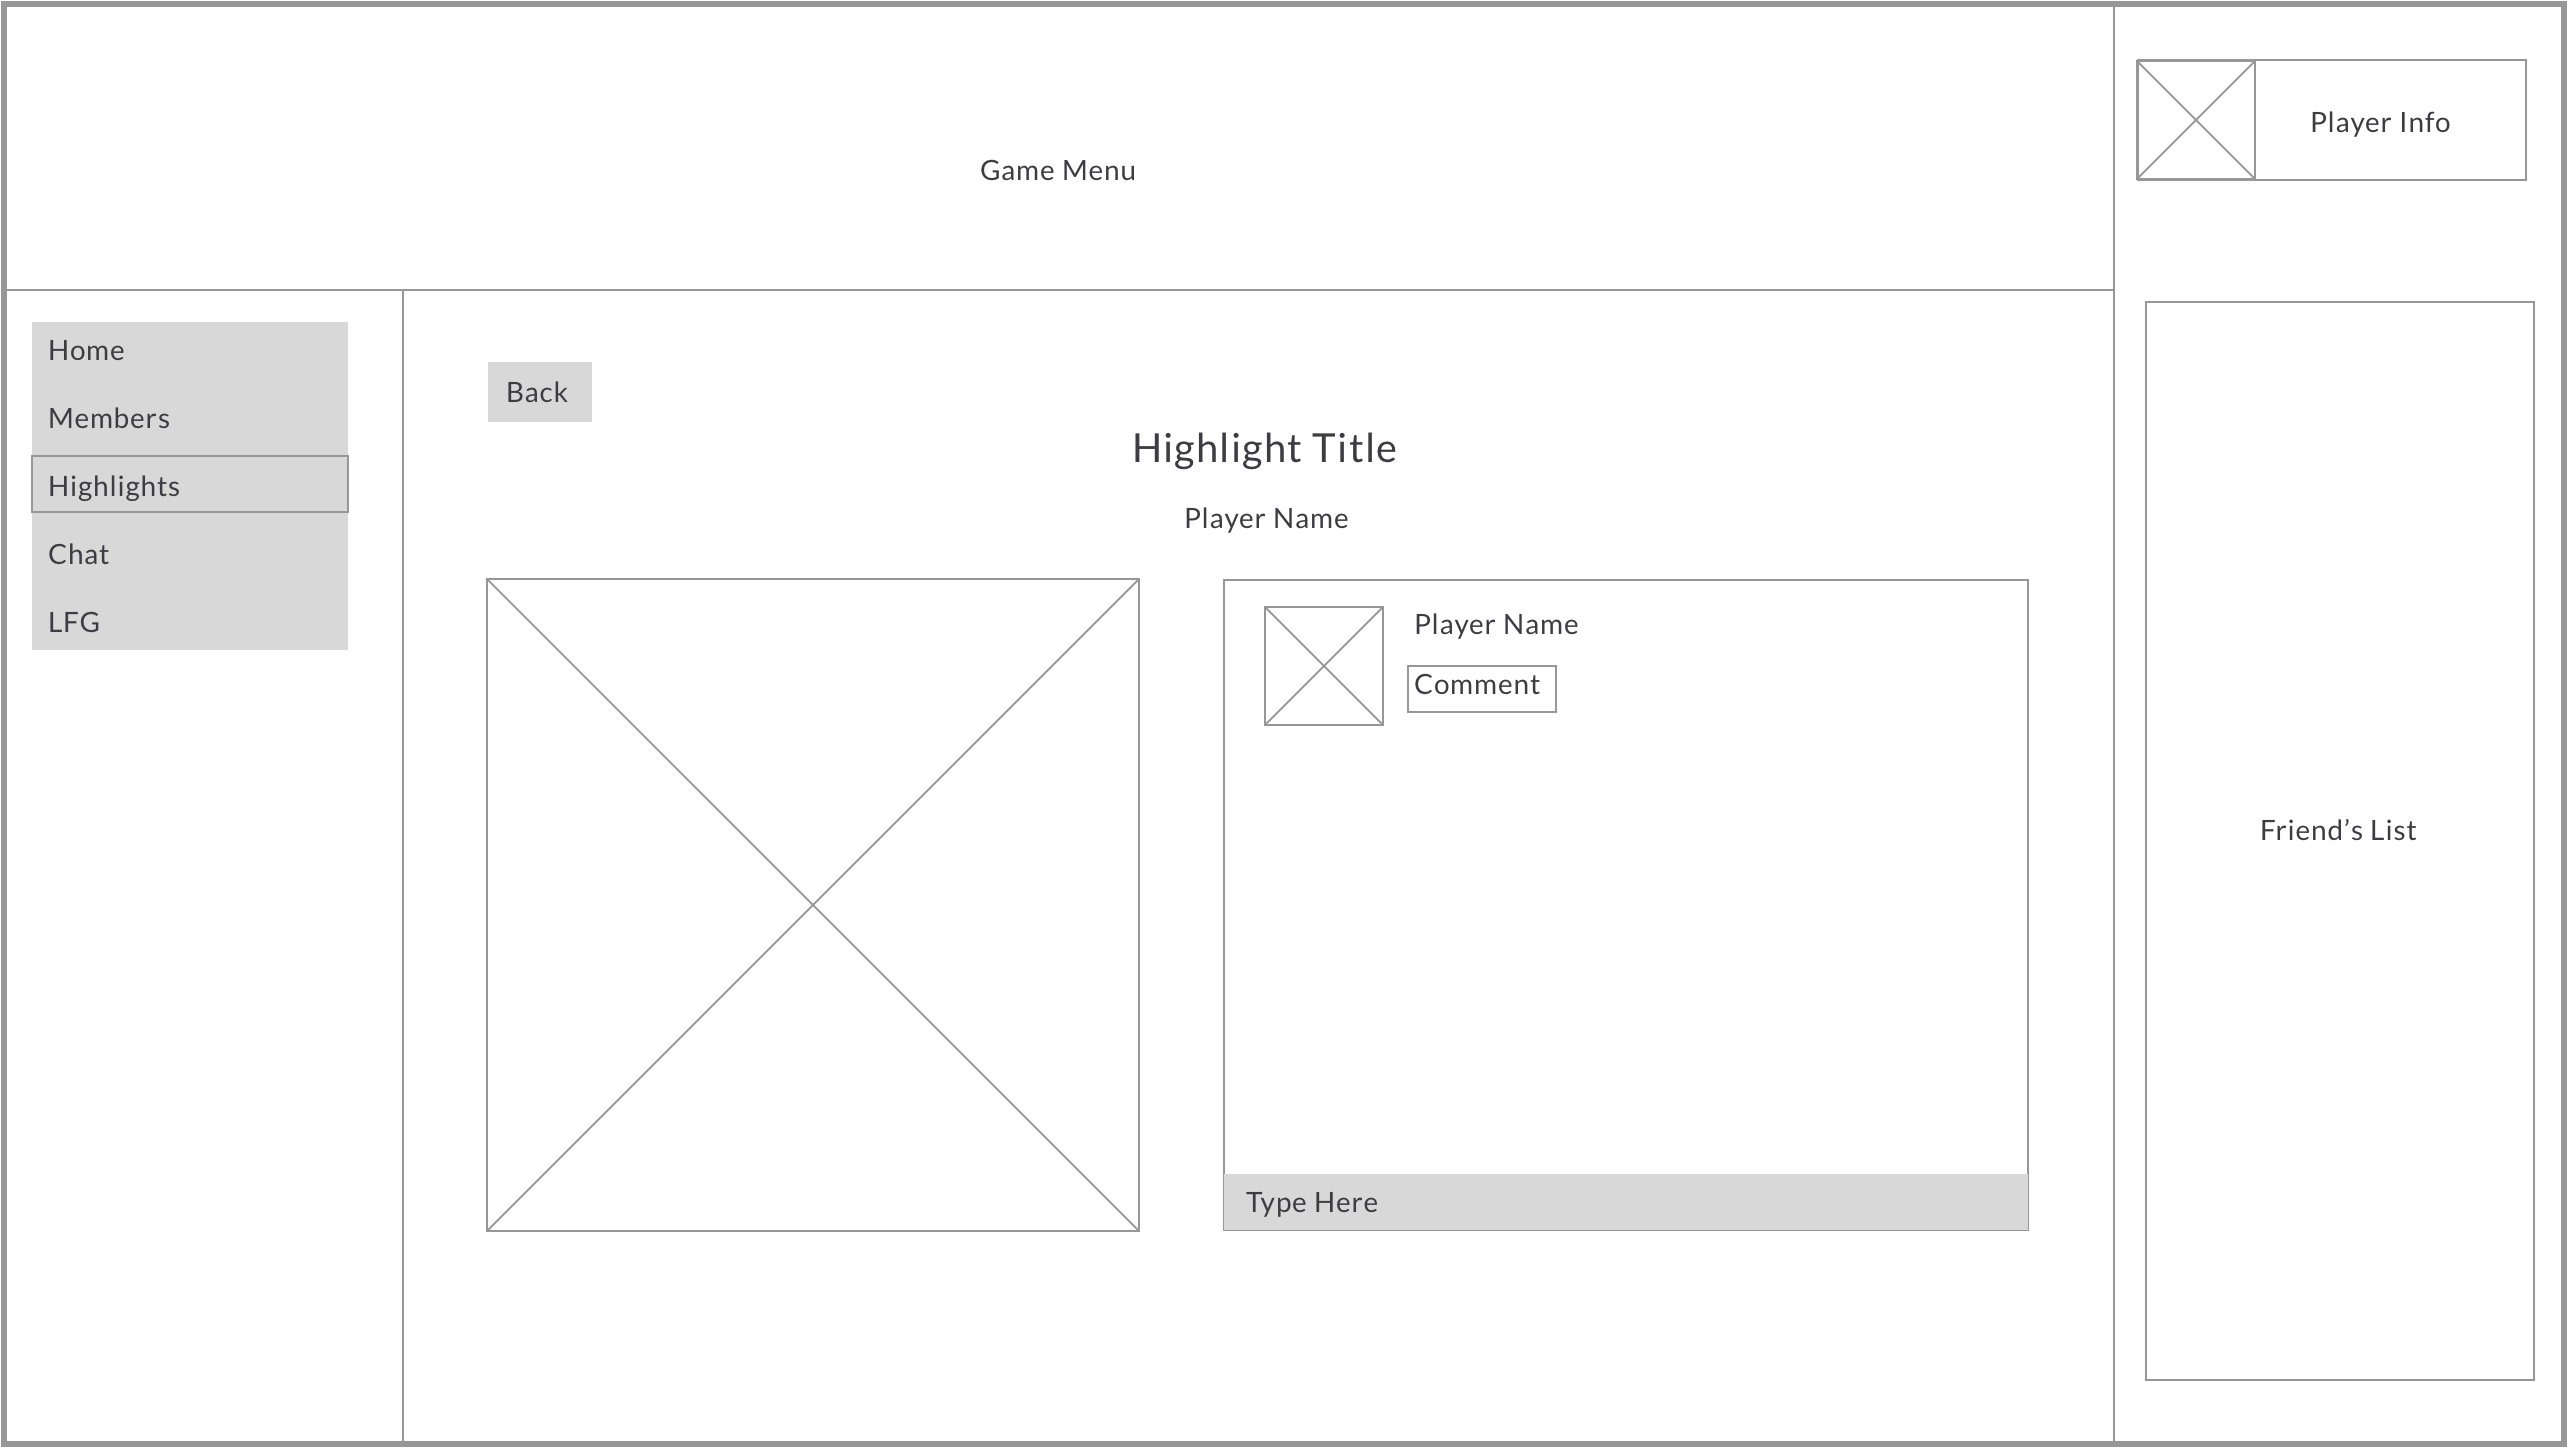 Game Menu
Player Info
Home
Members
Highlights
Chat
LFG
Back
Highlight Title
Player Name
Player Name
Comment
Type Here
Friend’s List